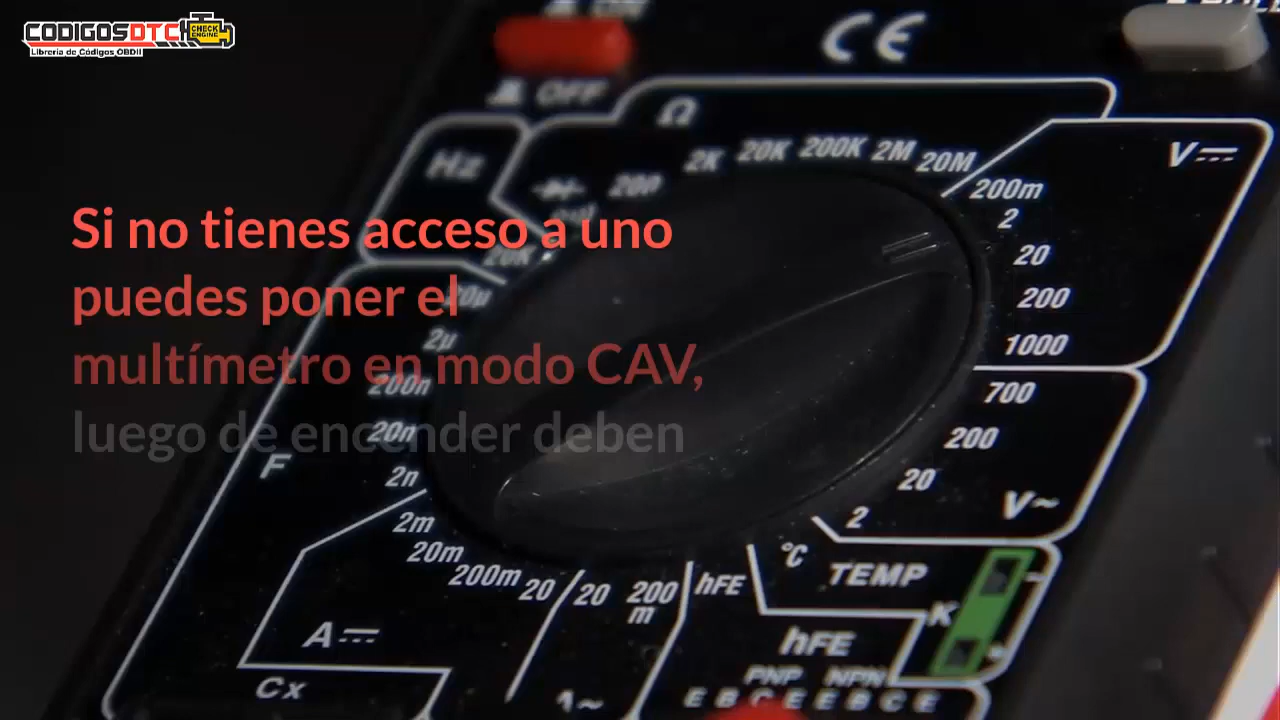 CODIGOSDTC
CHECK ENGINE
Librería de Códigos OBDII
OFF
CE
Ω
Hz
2K 20K 200K 2M 20M
V
200m
2
20
200
1000
Si no tienes acceso a uno
puedes poner el
multímetro en modo CAV,
luego de encender deben
20K
2µ
200n
20n
2n
F
2m
20m
200m
20
20
200
m
hFE
700
200
20
2
V~
°C
TEMP
K
hFE
PNP NPN
E B C E E B C E
A
Cx